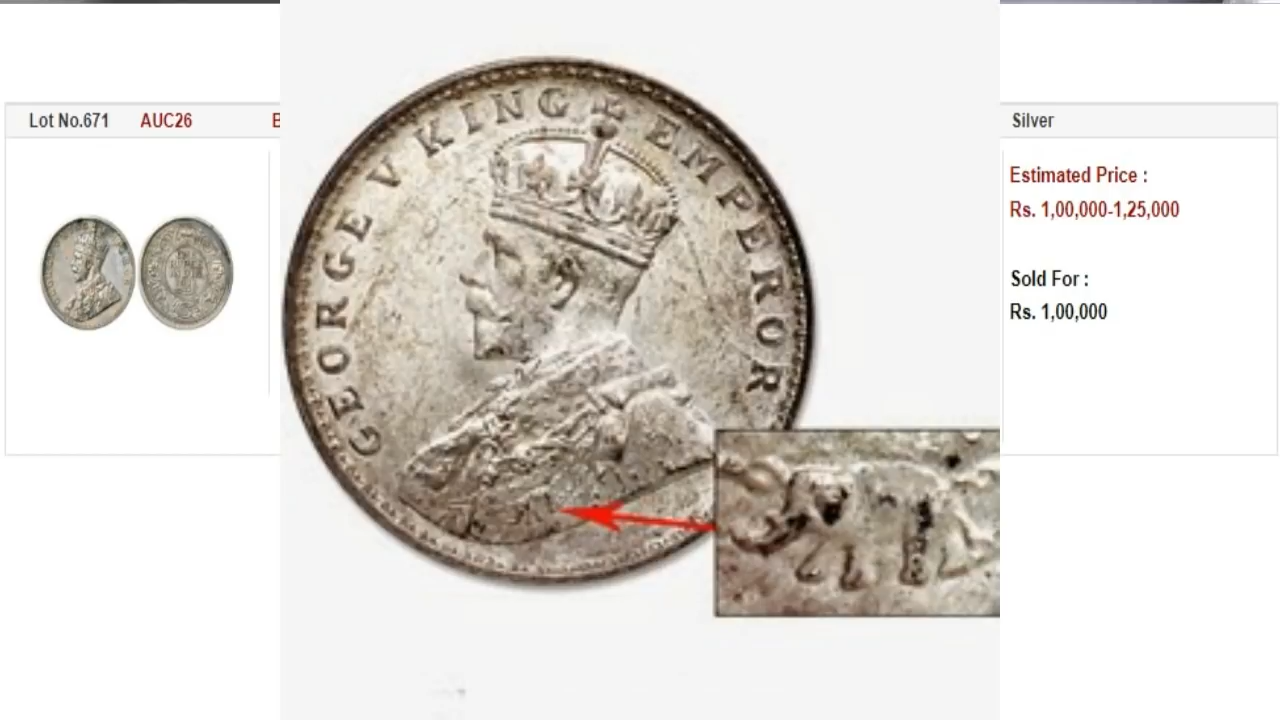 Lot No.671 AUC26 E
Silver
Estimated Price :
Rs. 1,00,000-1,25,000
Sold For :
Rs. 1,00,000
GEORGE V KING EMPEROR